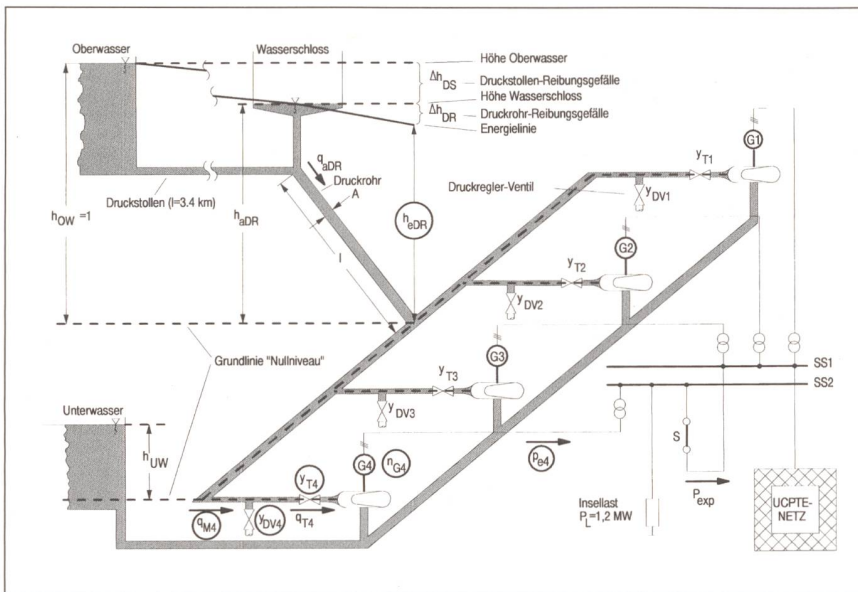 Oberwasser
Wasserschloss
Höhe Oberwasser
Δh_DS
Druckstollen-Reibungsgefälle
Höhe Wasserschloss
Δh_DR
Druckrohr-Reibungsgefälle
Energielinie
q_aDR
Druckrohr
A
Druckstollen (l=3.4 km)
h_OW =1
h_aDR
h_eDR
l
Druckregler-Ventil
y_T1
G1
y_DV1
y_T2
G2
y_DV2
Grundlinie "Nullniveau"
y_T3
G3
y_DV3
SS1
SS2
Unterwasser
h_UW
y_T4
G4
n_G4
p_e4
S
P_exp
q_M4
y_DV4
q_T4
Insellast
P_L=1,2 MW
UCPTE-
NETZ